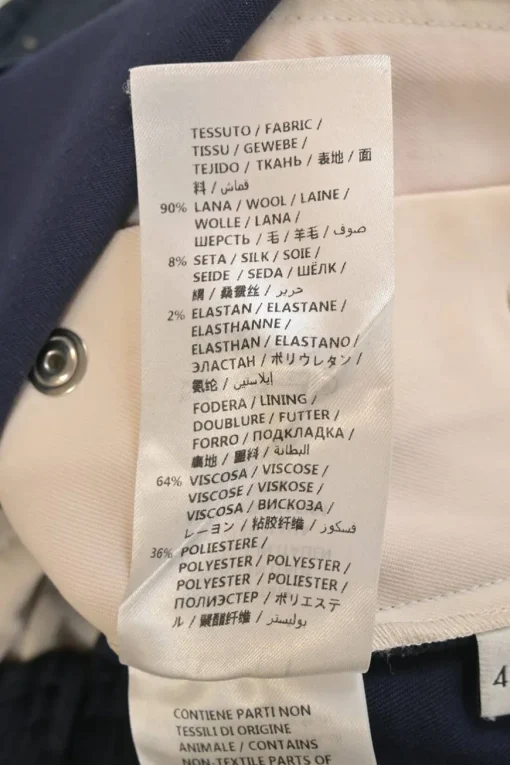 TESSUTO / FABRIC /
TISSU / GEWEBE /
TEJIDO / ТКАНЬ / 表地 / 面
料 / قماش
90% LANA / WOOL / LAINE /
WOLLE / LANA /
ШЕРСТЬ / 毛 / 羊毛 / صوف
8% SETA / SILK / SOIE /
SEIDE / SEDA / ШЁЛК /
絹 / 桑蚕丝 / حرير
2% ELASTAN / ELASTANE /
ELASTHANNE /
ELASTHAN / ELASTANO /
ЭЛАСТАН / ポリウレタン /
氨纶 / إيلاستين
FODERA / LINING /
DOUBLURE / FUTTER /
FORRO / ПОДКЛАДКА /
裏地 / 里料 / البطانة
64% VISCOSA / VISCOSE /
VISCOSE / VISKOSE /
VISCOSA / ВИСКОЗА /
レーヨン / 粘胶纤维 / فسكوز
36% POLIESTERE /
POLYESTER / POLYESTER /
POLYESTER / POLIESTER /
ПОЛИЭСТЕР / ポリエステ
ル / 聚酯纤维 / بوليستر
CONTIENE PARTI NON
TESSILI DI ORIGINE
ANIMALE / CONTAINS
NON-TEXTILE PARTS OF
4